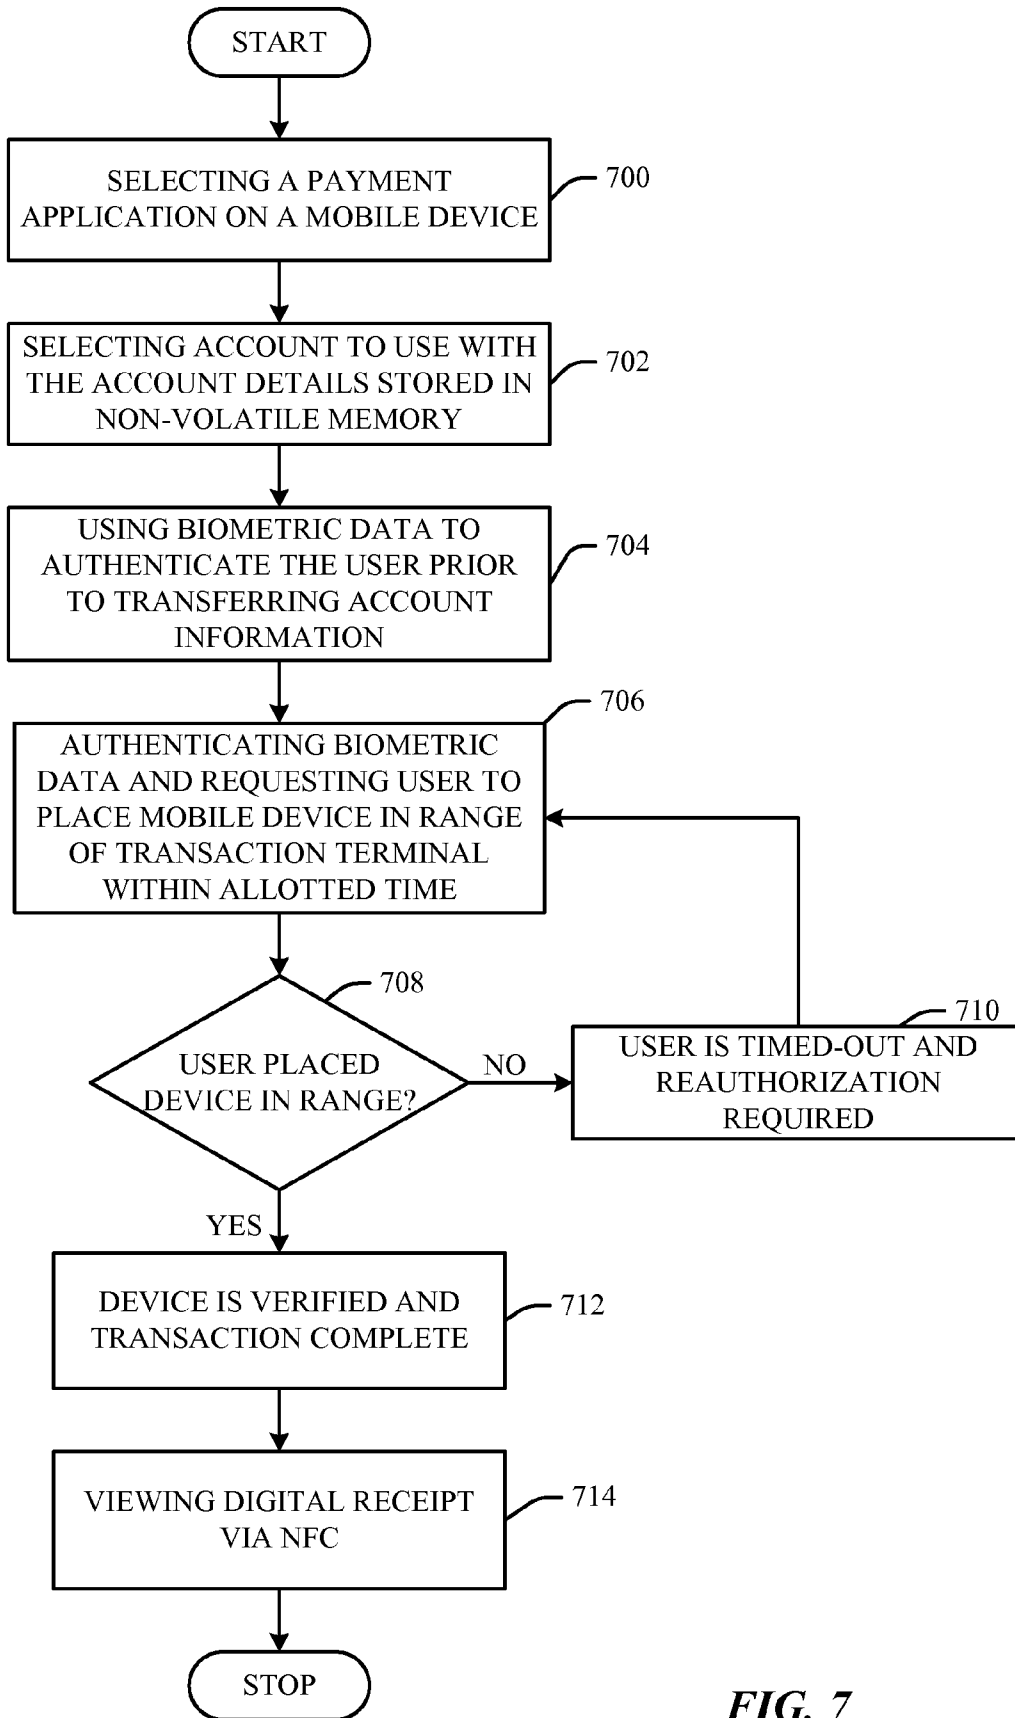 START
SELECTING A PAYMENT
APPLICATION ON A MOBILE DEVICE
700
SELECTING ACCOUNT TO USE WITH
THE ACCOUNT DETAILS STORED IN
NON-VOLATILE MEMORY
702
USING BIOMETRIC DATA TO
AUTHENTICATE THE USER PRIOR
TO TRANSFERRING ACCOUNT
INFORMATION
704
706
AUTHENTICATING BIOMETRIC
DATA AND REQUESTING USER TO
PLACE MOBILE DEVICE IN RANGE
OF TRANSACTION TERMINAL
WITHIN ALLOTTED TIME
708
USER PLACED
DEVICE IN RANGE?
NO
710
USER IS TIMED-OUT AND
REAUTHORIZATION
REQUIRED
YES
DEVICE IS VERIFIED AND
TRANSACTION COMPLETE
712
VIEWING DIGITAL RECEIPT
VIA NFC
714
STOP
FIG. 7